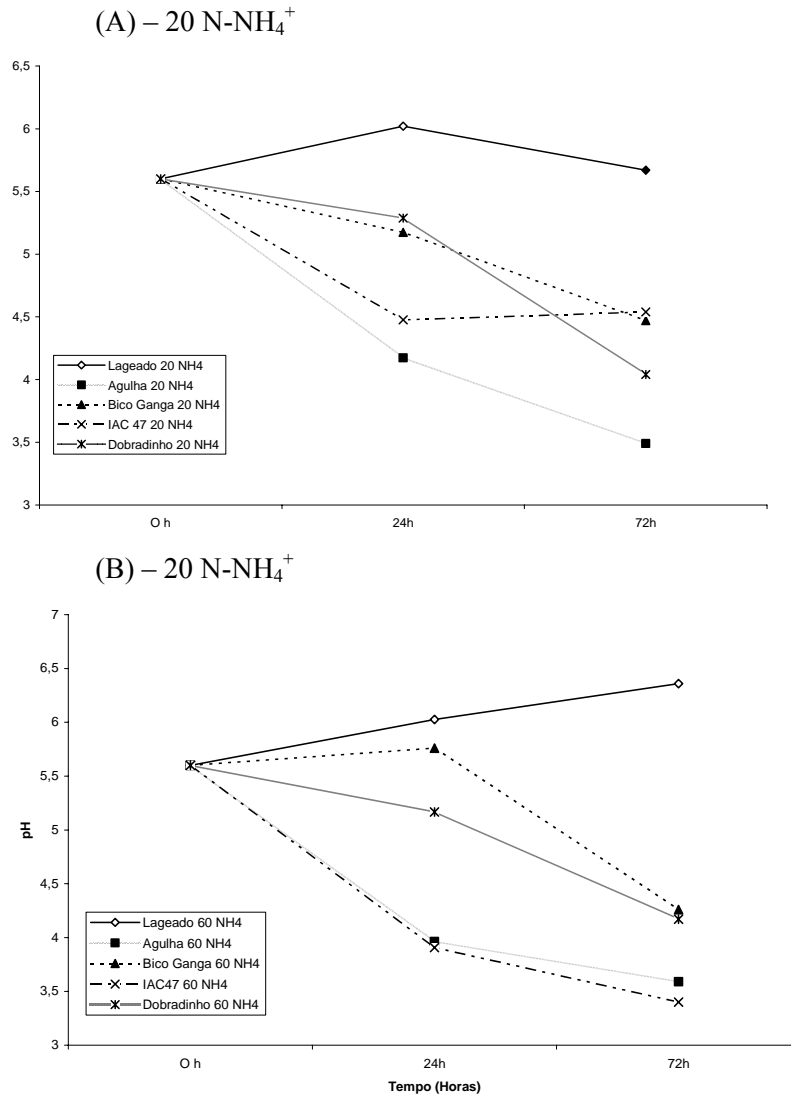 (A) – 20 N-NH₄⁺
6,5
6
5,5
5
4,5
4
3,5
3
Lageado 20 NH4
Agulha 20 NH4
Bico Ganga 20 NH4
IAC 47 20 NH4
Dobradinho 20 NH4
O h
24h
72h
(B) – 20 N-NH₄⁺
7
6,5
6
5,5
5
4,5
4
3,5
3
pH
Lageado 60 NH4
Agulha 60 NH4
Bico Ganga 60 NH4
IAC47 60 NH4
Dobradinho 60 NH4
O h
24h
72h
Tempo (Horas)